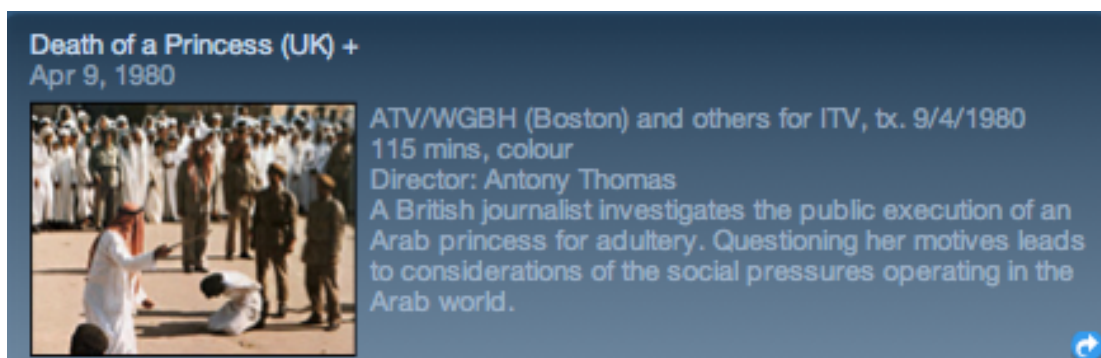 Death of a Princess (UK) +
Apr 9, 1980
ATV/WGBH (Boston) and others for ITV, tx. 9/4/1980
115 mins, colour
Director: Antony Thomas
A British journalist investigates the public execution of an
Arab princess for adultery. Questioning her motives leads
to considerations of the social pressures operating in the
Arab world.